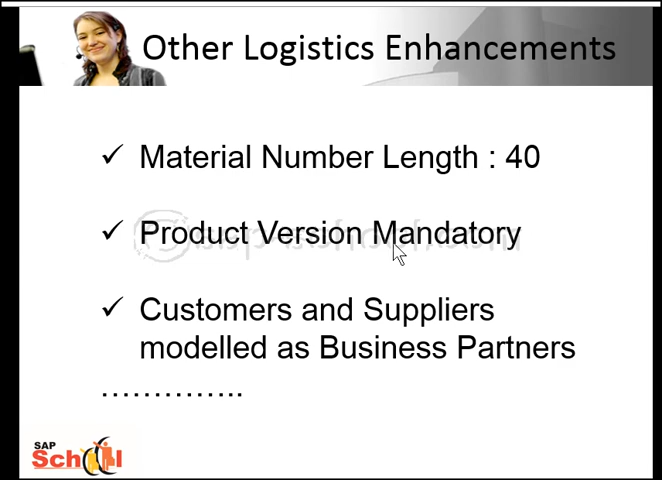 Other Logistics Enhancements
✓ Material Number Length : 40
✓ Product Version Mandatory
✓ Customers and Suppliers
modelled as Business Partners
…………..
SAP
School